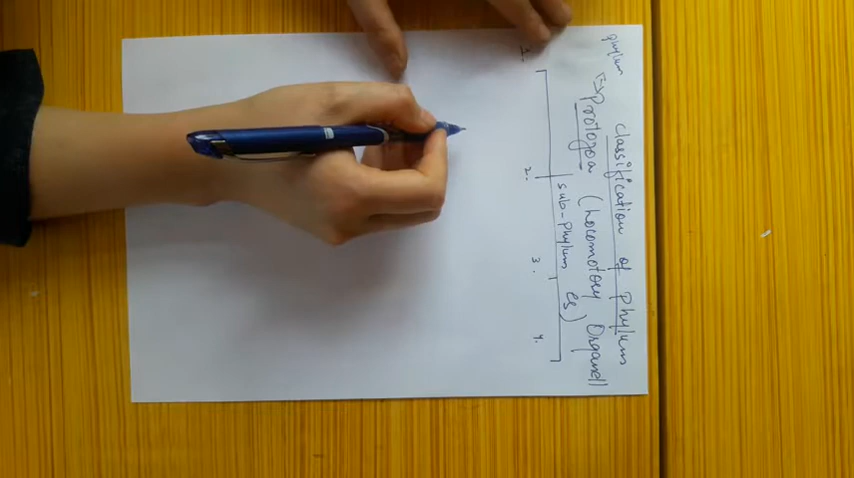 Classification of Phylum
phylum
Protozoa (Locomotory Organell
es)
sub-Phylum
1. 2. 3. 4.